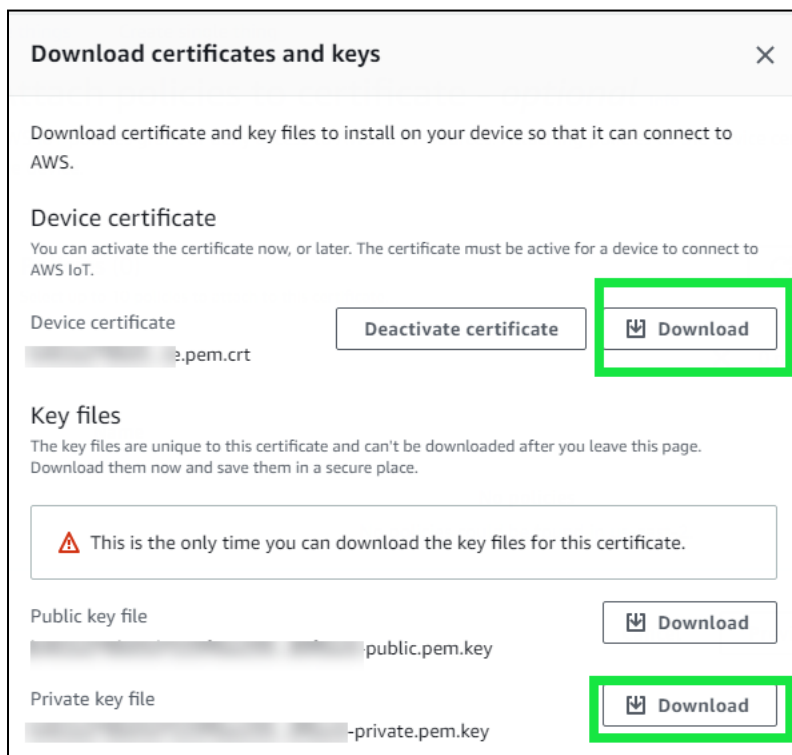 Download certificates and keys
Download certificate and key files to install on your device so that it can connect to
AWS.
Device certificate
You can activate the certificate now, or later. The certificate must be active for a device to connect to
AWS IoT.
Device certificate
Deactivate certificate
Download
e.pem.crt
Key files
The key files are unique to this certificate and can't be downloaded after you leave this page.
Download them now and save them in a secure place.
This is the only time you can download the key files for this certificate.
Public key file
Download
-public.pem.key
Private key file
Download
-private.pem.key